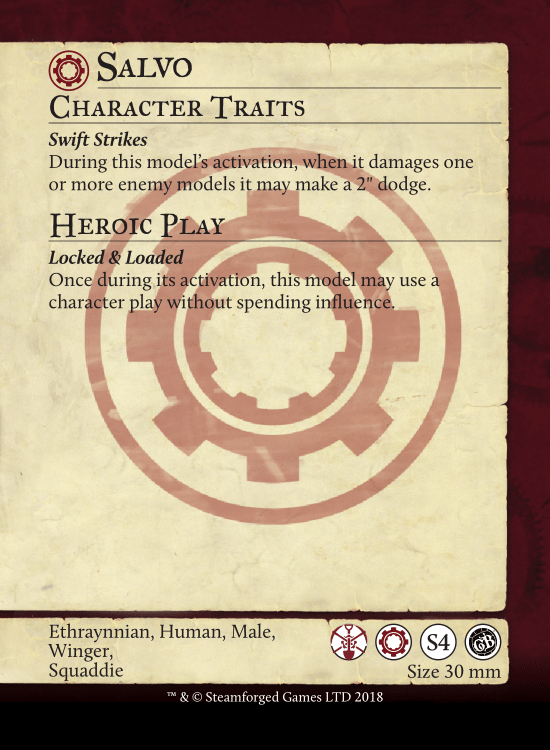 Salvo
Character Traits
Swift Strikes
During this model's activation, when it damages one
or more enemy models it may make a 2" dodge.
Heroic Play
Locked & Loaded
Once during its activation, this model may use a
character play without spending influence.
Ethraynnian, Human, Male,
Winger,
Squaddie
S4
GB
Size 30 mm
™ & © Steamforged Games LTD 2018